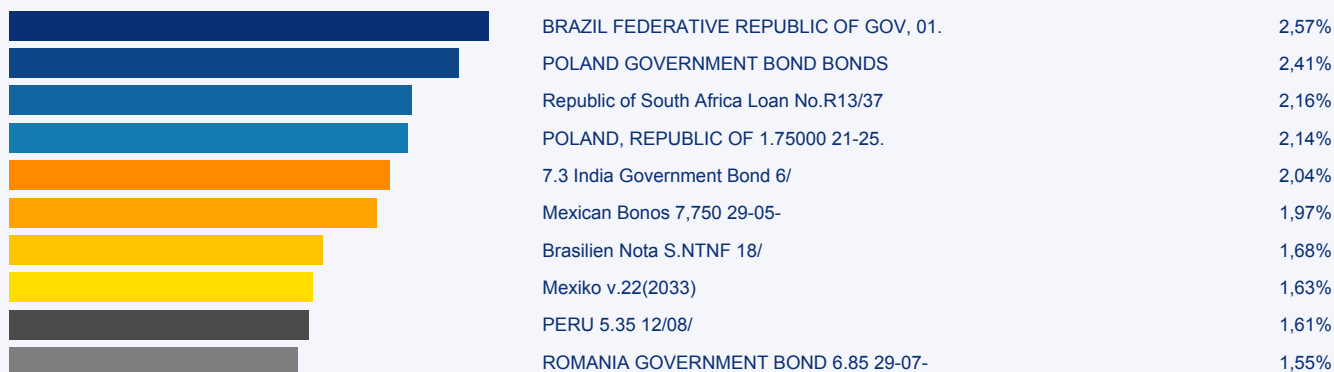 BRAZIL FEDERATIVE REPUBLIC OF GOV, 01. 2,57%
POLAND GOVERNMENT BOND BONDS 2,41%
Republic of South Africa Loan No.R13/37 2,16%
POLAND, REPUBLIC OF 1.75000 21-25. 2,14%
7.3 India Government Bond 6/ 2,04%
Mexican Bonos 7,750 29-05- 1,97%
Brasilien Nota S.NTNF 18/ 1,68%
Mexiko v.22(2033) 1,63%
PERU 5.35 12/08/ 1,61%
ROMANIA GOVERNMENT BOND 6.85 29-07- 1,55%